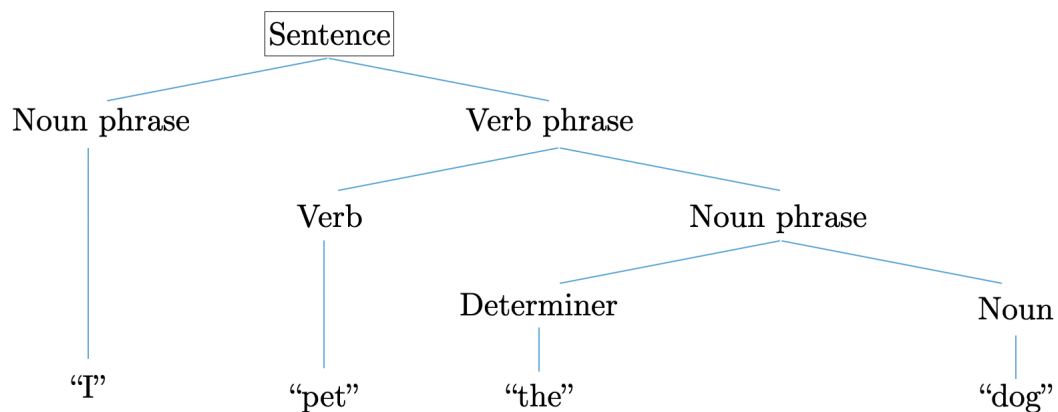 Sentence
Noun phrase Verb phrase
Verb Noun phrase
Determiner Noun
“I” “pet” “the” “dog”